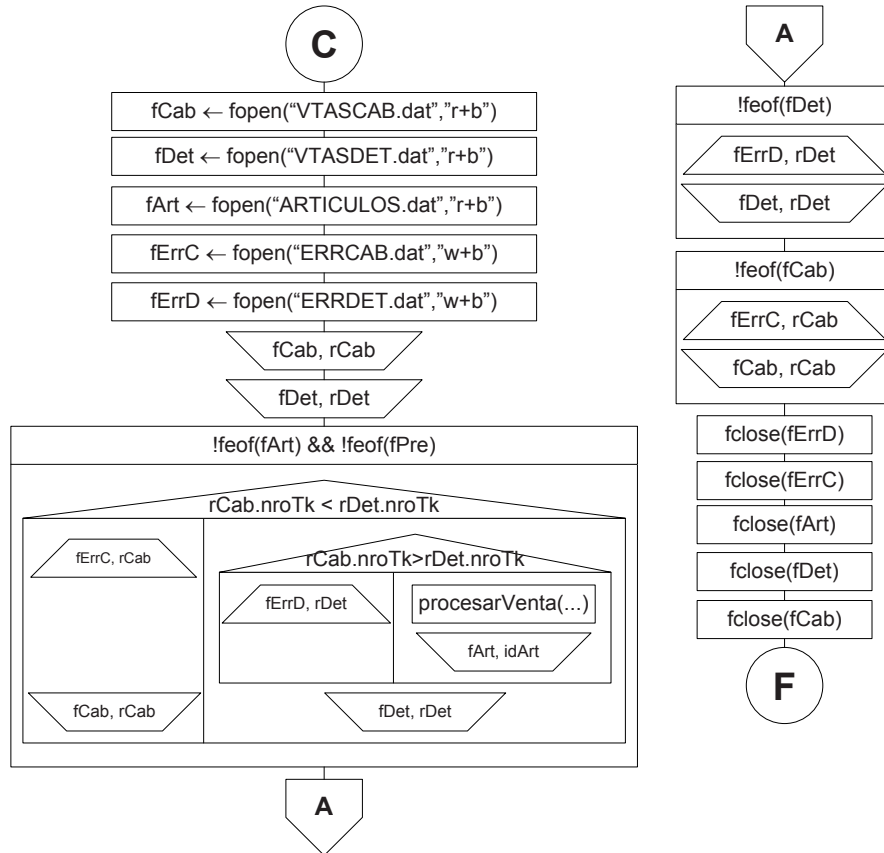 C
fCab ← fopen(“VTASCAB.dat”,”r+b”)
fDet ← fopen(“VTASDET.dat”,”r+b”)
fArt ← fopen(“ARTICULOS.dat”,”r+b”)
fErrC ← fopen(“ERRCAB.dat”,”w+b”)
fErrD ← fopen(“ERRDET.dat”,”w+b”)
fCab, rCab
fDet, rDet
!feof(fArt) && !feof(fPre)
rCab.nroTk < rDet.nroTk
fErrC, rCab
rCab.nroTk>rDet.nroTk
fErrD, rDet
procesarVenta(...)
fArt, idArt
fCab, rCab
fDet, rDet
A
A
!feof(fDet)
fErrD, rDet
fDet, rDet
!feof(fCab)
fErrC, rCab
fCab, rCab
fclose(fErrD)
fclose(fErrC)
fclose(fArt)
fclose(fDet)
fclose(fCab)
F